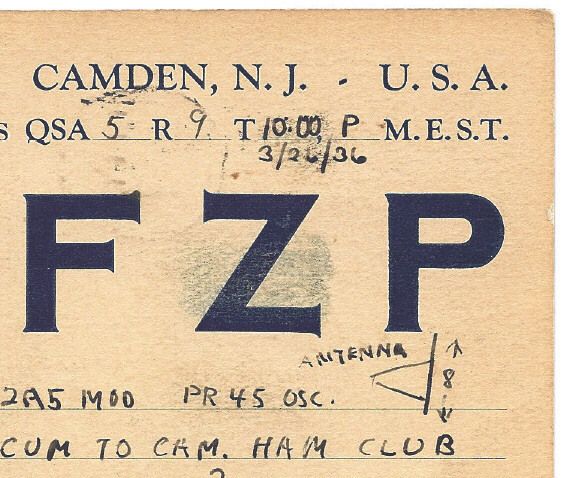 CAMDEN, N. J. - U. S. A.
S QSA 5 R 9 T 10:00 P M. E. S. T.
3/26/36
FZP
ANTENNA
8
2A5 MOD PR 45 OSC.
CUM TO CAM. HAM CLUB